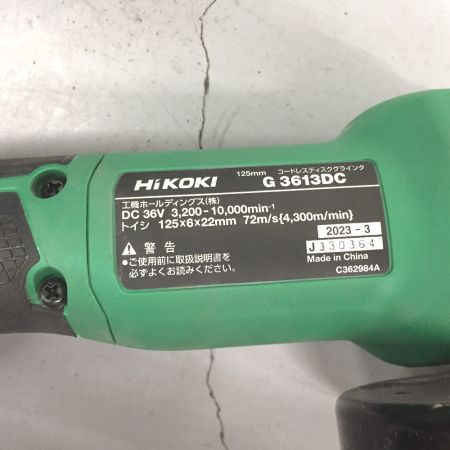 HiKOKI 125mm コードレスディスクグラインダ
G 3613DC
工機ホールディングス(株)
DC 36V 3,200-10,000min⁻¹
トイシ 125×6×22mm 72m/s{4,300m/min}
⚠ 警告
●ご使用前に取扱説明書を
必ずよくお読みください。
2023-3
J330364
Made in China
C362984A